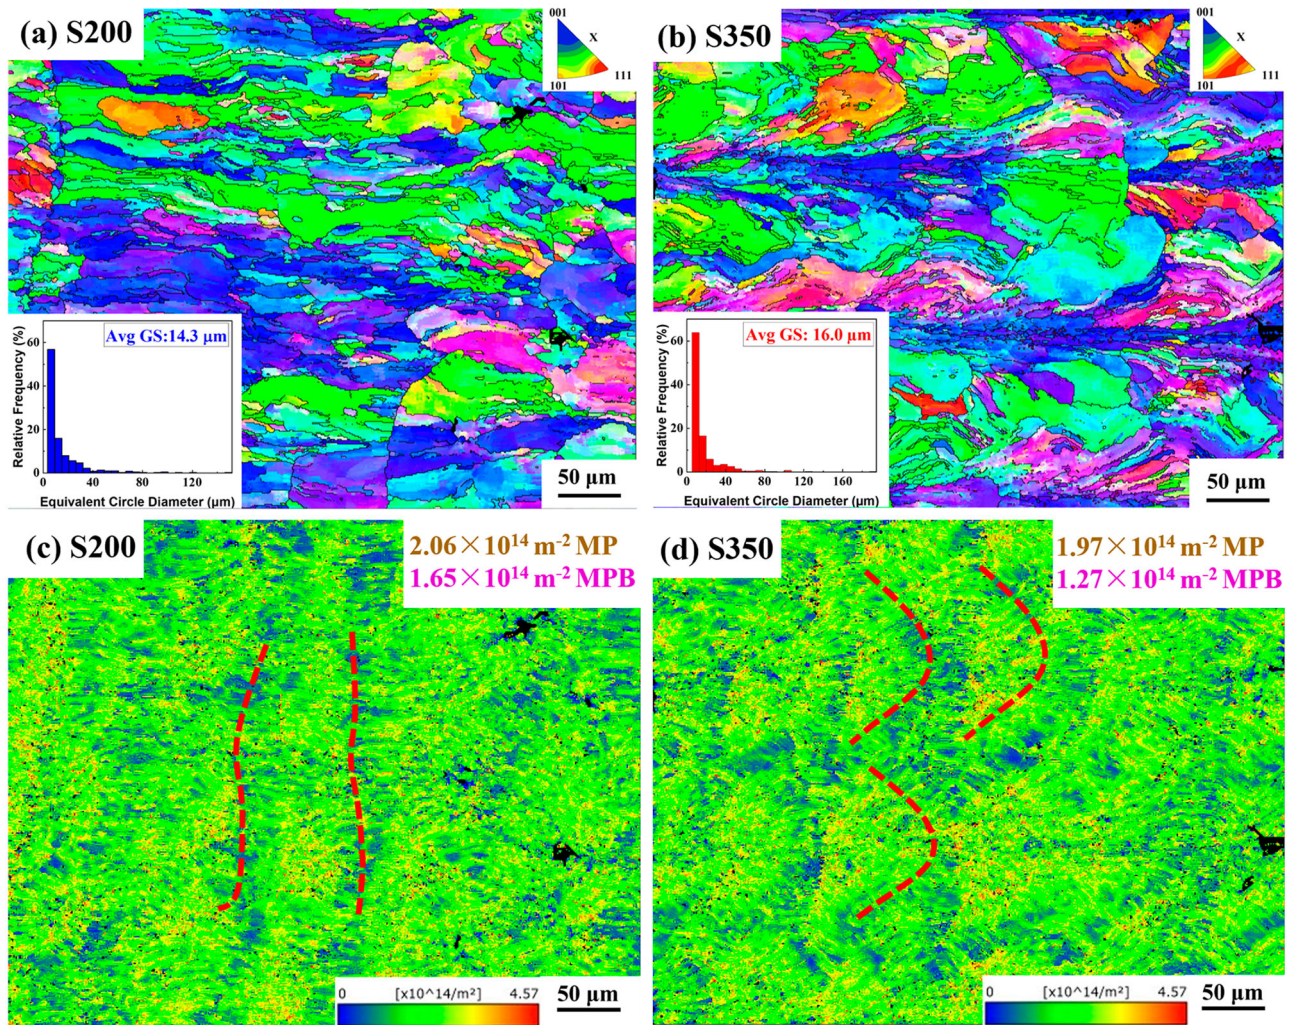 (a) S200
001
X
101
111
60
40
20
0
Relative Frequency (%)
Avg GS:14.3 μm
0
40
80
120
Equivalent Circle Diameter (μm)
50 μm
(b) S350
001
X
101
111
60
40
20
0
Relative Frequency (%)
Avg GS: 16.0 μm
0
40
80
120
160
Equivalent Circle Diameter (μm)
50 μm
(c) S200
2.06×10¹⁴ m⁻² MP
1.65×10¹⁴ m⁻² MPB
0 [x10^14/m²] 4.57
50 μm
(d) S350
1.97×10¹⁴ m⁻² MP
1.27×10¹⁴ m⁻² MPB
0 [x10^14/m²] 4.57
50 μm